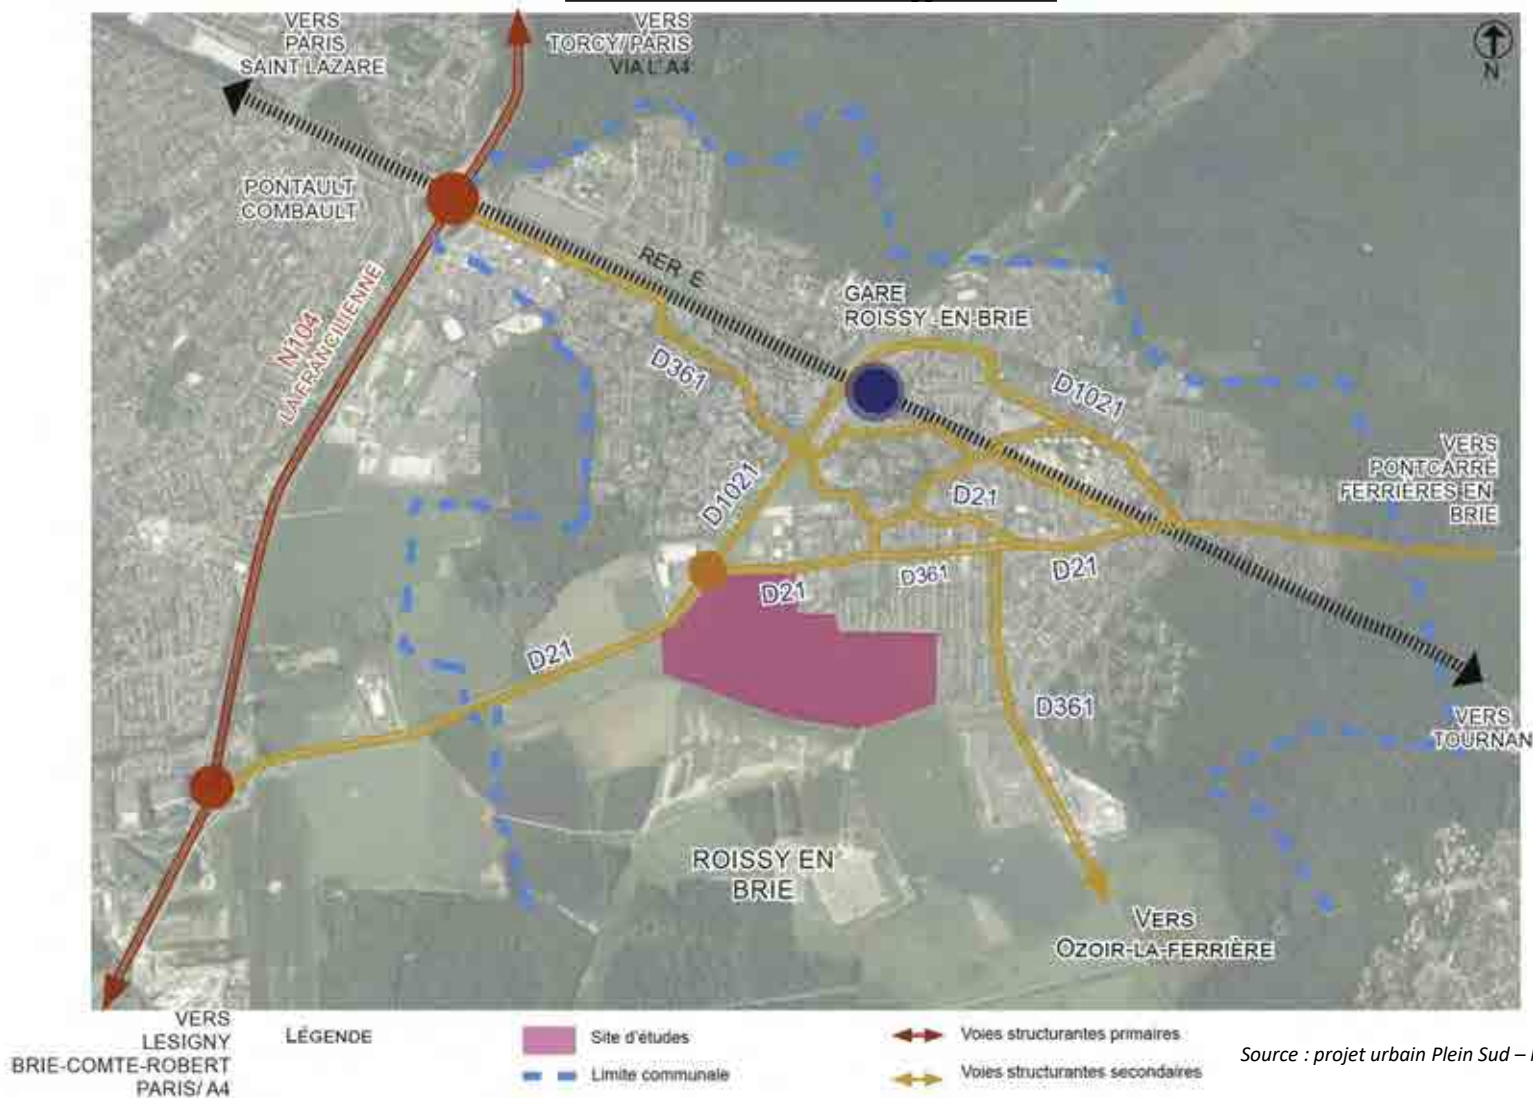 VERS
PARIS
SAINT LAZARE
VERS
TORCY/PARIS
VIA L'A4
N
PONTAULT
COMBAULT
N104
LA FRANCILIENNE
RER E
GARE
ROISSY-EN-BRIE
D361
D1021
D1021
D21
VERS
PONTCARRE
FERRIÈRES EN
BRIE
D361
D21
D21
D21
D361
VERS
TOURNAN
ROISSY EN
BRIE
VERS
OZOIR-LA-FERRIÈRE
VERS
LESIGNY
BRIE-COMTE-ROBERT
PARIS/ A4
LÉGENDE
Site d'études
Limite communale
Voies structurantes primaires
Voies structurantes secondaires
Source : projet urbain Plein Sud –